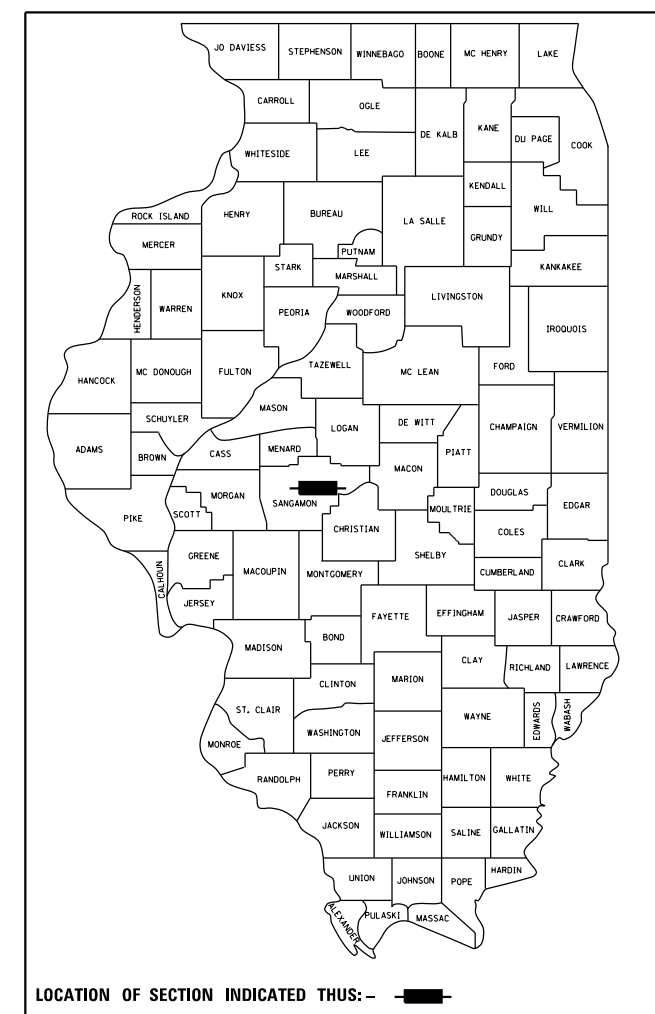 JO DAVIESS STEPHENSON WINNEBAGO BOONE MC HENRY LAKE
CARROLL OGLE DE KALB KANE DU PAGE COOK
WHITESIDE LEE KENDALL WILL
ROCK ISLAND HENRY BUREAU LA SALLE GRUNDY
MERCER PUTNAM KANKAKEE
HENDERSON WARREN KNOX STARK MARSHALL LIVINGSTON IROQUOIS
PEORIA WOODFORD
HANCOCK MC DONOUGH FULTON TAZEWELL MC LEAN FORD
SCHUYLER MASON LOGAN DE WITT CHAMPAIGN VERMILION
ADAMS BROWN CASS MENARD MACON PIATT
PIKE SCOTT MORGAN SANGAMON CHRISTIAN MOULTRIE DOUGLAS EDGAR
COLES
CALHOUN GREENE MACOUPIN MONTGOMERY SHELBY CUMBERLAND CLARK
JERSEY FAYETTE EFFINGHAM JASPER CRAWFORD
MADISON BOND CLAY RICHLAND LAWRENCE
ST. CLAIR CLINTON MARION WAYNE EDWARDS WABASH
MONROE WASHINGTON JEFFERSON
RANDOLPH PERRY FRANKLIN HAMILTON WHITE
JACKSON WILLIAMSON SALINE GALLATIN
UNION JOHNSON POPE HARDIN
ALEXANDER PULASKI MASSAC
LOCATION OF SECTION INDICATED THUS: –